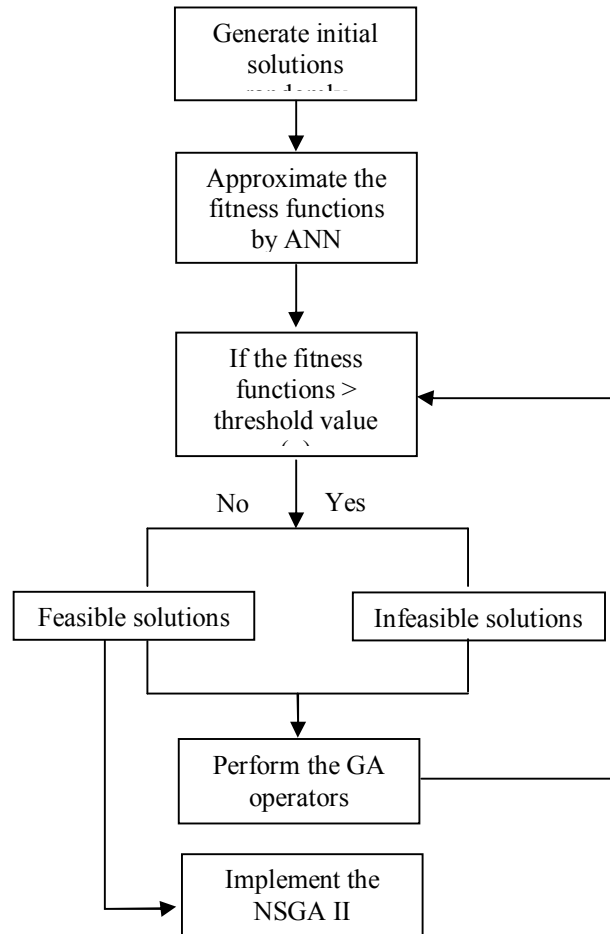 Generate initial
solutions
randomly
Approximate the
fitness functions
by ANN
If the fitness
functions >
threshold value
No Yes
Feasible solutions
Infeasible solutions
Perform the GA
operators
Implement the
NSGA II